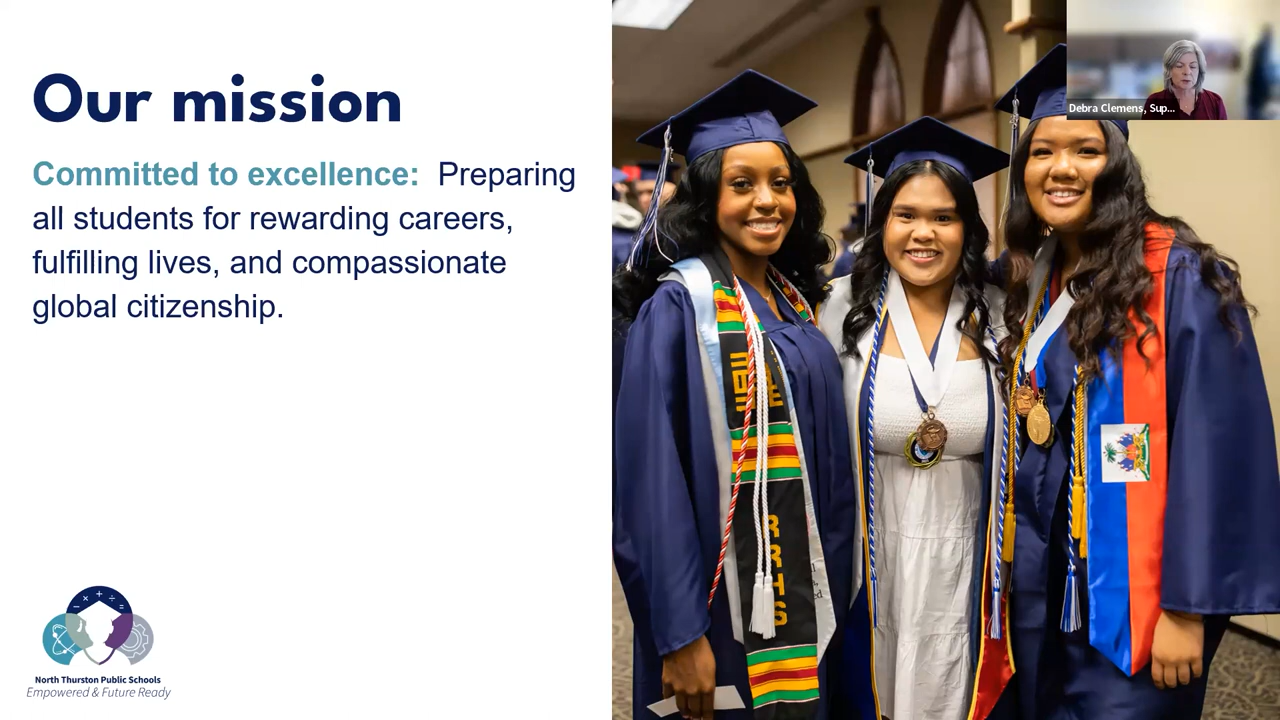 Our mission
Committed to excellence: Preparing
all students for rewarding careers,
fulfilling lives, and compassionate
global citizenship.
North Thurston Public Schools
Empowered & Future Ready
Debra Clemens, Sup...
RRHS